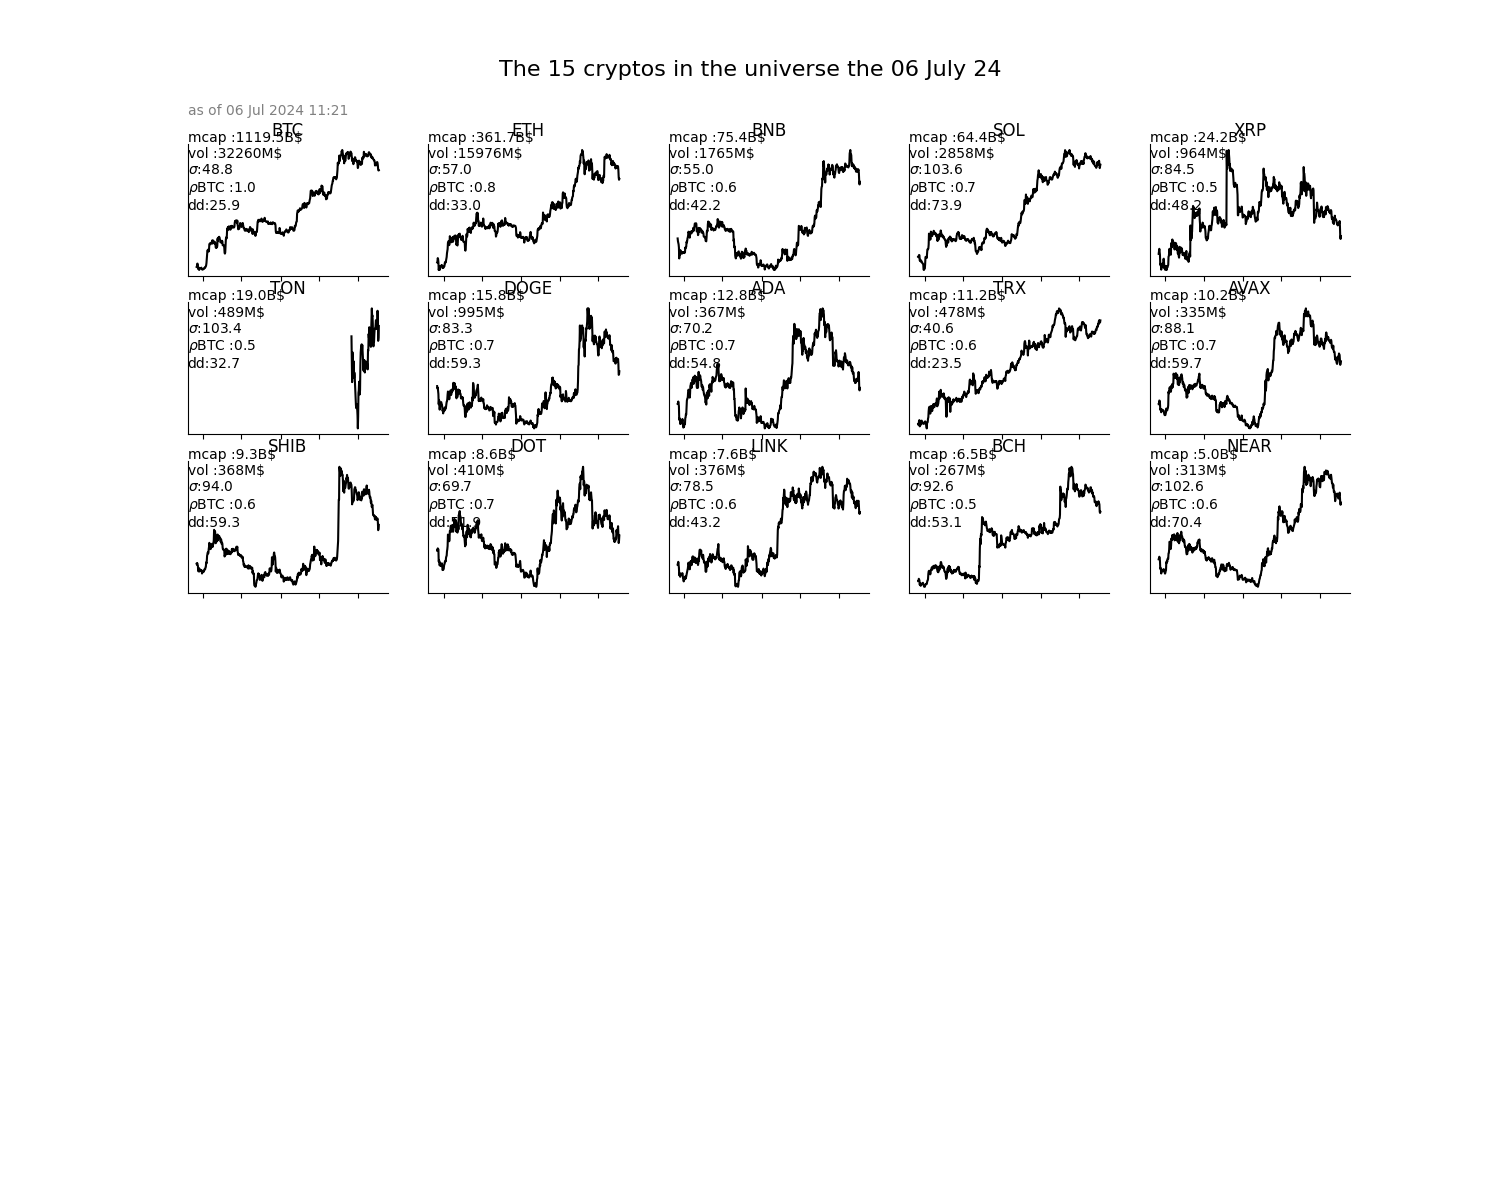 The 15 cryptos in the universe the 06 July 24
as of 06 Jul 2024 11:21
BTC
mcap :1119.5B$
vol :32260M$
σ:48.8
ρBTC :1.0
dd:25.9
ETH
mcap :361.7B$
vol :15976M$
σ:57.0
ρBTC :0.8
dd:33.0
BNB
mcap :75.4B$
vol :1765M$
σ:55.0
ρBTC :0.6
dd:42.2
SOL
mcap :64.4B$
vol :2858M$
σ:103.6
ρBTC :0.7
dd:73.9
XRP
mcap :24.2B$
vol :964M$
σ:84.5
ρBTC :0.5
dd:48.2
TON
mcap :19.0B$
vol :489M$
σ:103.4
ρBTC :0.5
dd:32.7
DOGE
mcap :15.8B$
vol :995M$
σ:83.3
ρBTC :0.7
dd:59.3
ADA
mcap :12.8B$
vol :367M$
σ:70.2
ρBTC :0.7
dd:54.8
TRX
mcap :11.2B$
vol :478M$
σ:40.6
ρBTC :0.6
dd:23.5
AVAX
mcap :10.2B$
vol :335M$
σ:88.1
ρBTC :0.7
dd:59.7
SHIB
mcap :9.3B$
vol :368M$
σ:94.0
ρBTC :0.6
dd:59.3
DOT
mcap :8.6B$
vol :410M$
σ:69.7
ρBTC :0.7
dd:51.9
LINK
mcap :7.6B$
vol :376M$
σ:78.5
ρBTC :0.6
dd:43.2
BCH
mcap :6.5B$
vol :267M$
σ:92.6
ρBTC :0.5
dd:53.1
NEAR
mcap :5.0B$
vol :313M$
σ:102.6
ρBTC :0.6
dd:70.4